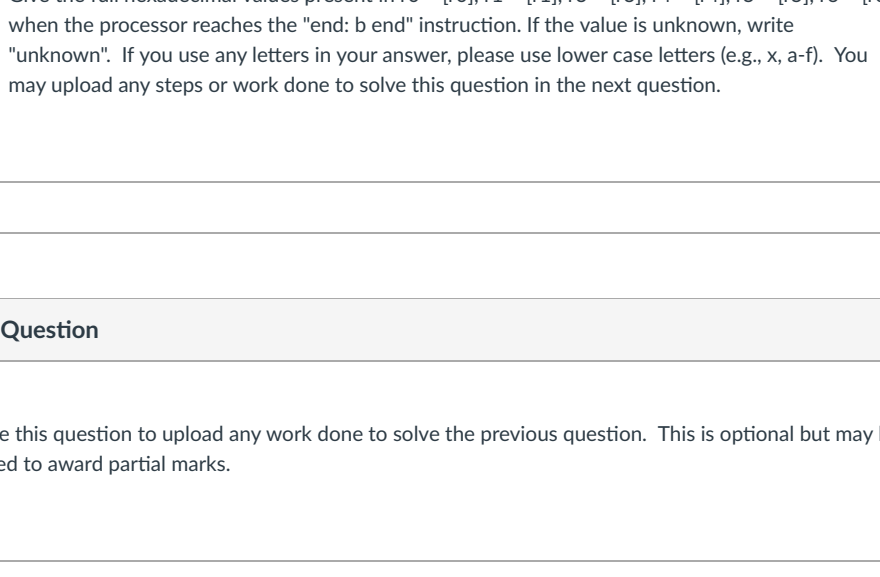 when the processor reaches the "end: b end" instruction. If the value is unknown, write
"unknown". If you use any letters in your answer, please use lower case letters (e.g., x, a-f). You
may upload any steps or work done to solve this question in the next question.
Question
e this question to upload any work done to solve the previous question. This is optional but may
ed to award partial marks.